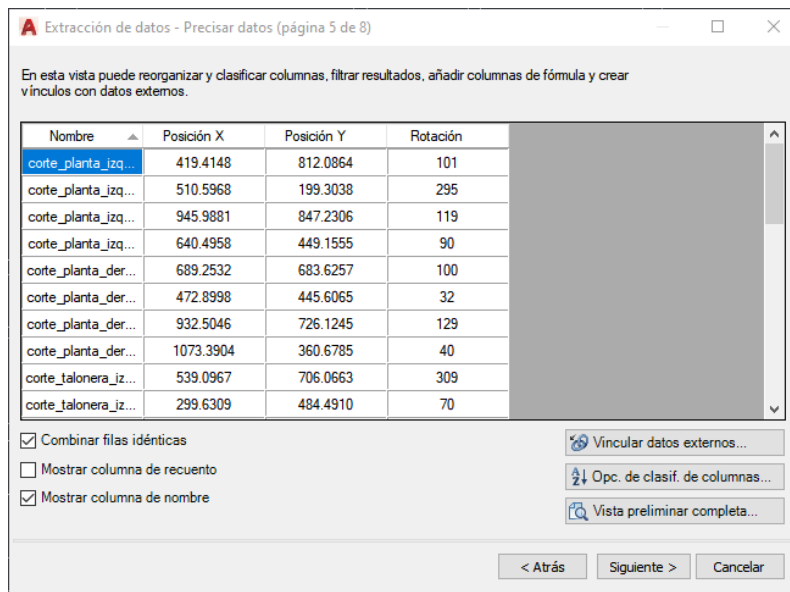 Extracción de datos - Precisar datos (página 5 de 8)
En esta vista puede reorganizar y clasificar columnas, filtrar resultados, añadir columnas de fórmula y crear
vínculos con datos externos.
Nombre Posición X Posición Y Rotación
corte_planta_izq... 419.4148 812.0864 101
corte_planta_izq... 510.5968 199.3038 295
corte_planta_izq... 945.9881 847.2306 119
corte_planta_izq... 640.4958 449.1555 90
corte_planta_der... 689.2532 683.6257 100
corte_planta_der... 472.8998 445.6065 32
corte_planta_der... 932.5046 726.1245 129
corte_planta_der... 1073.3904 360.6785 40
corte_talonera_iz... 539.0967 706.0663 309
corte_talonera_iz... 299.6309 484.4910 70
Combinar filas idénticas
Mostrar columna de recuento
Mostrar columna de nombre
Vincular datos externos...
Opc. de clasif. de columnas...
Vista preliminar completa...
< Atrás Siguiente > Cancelar